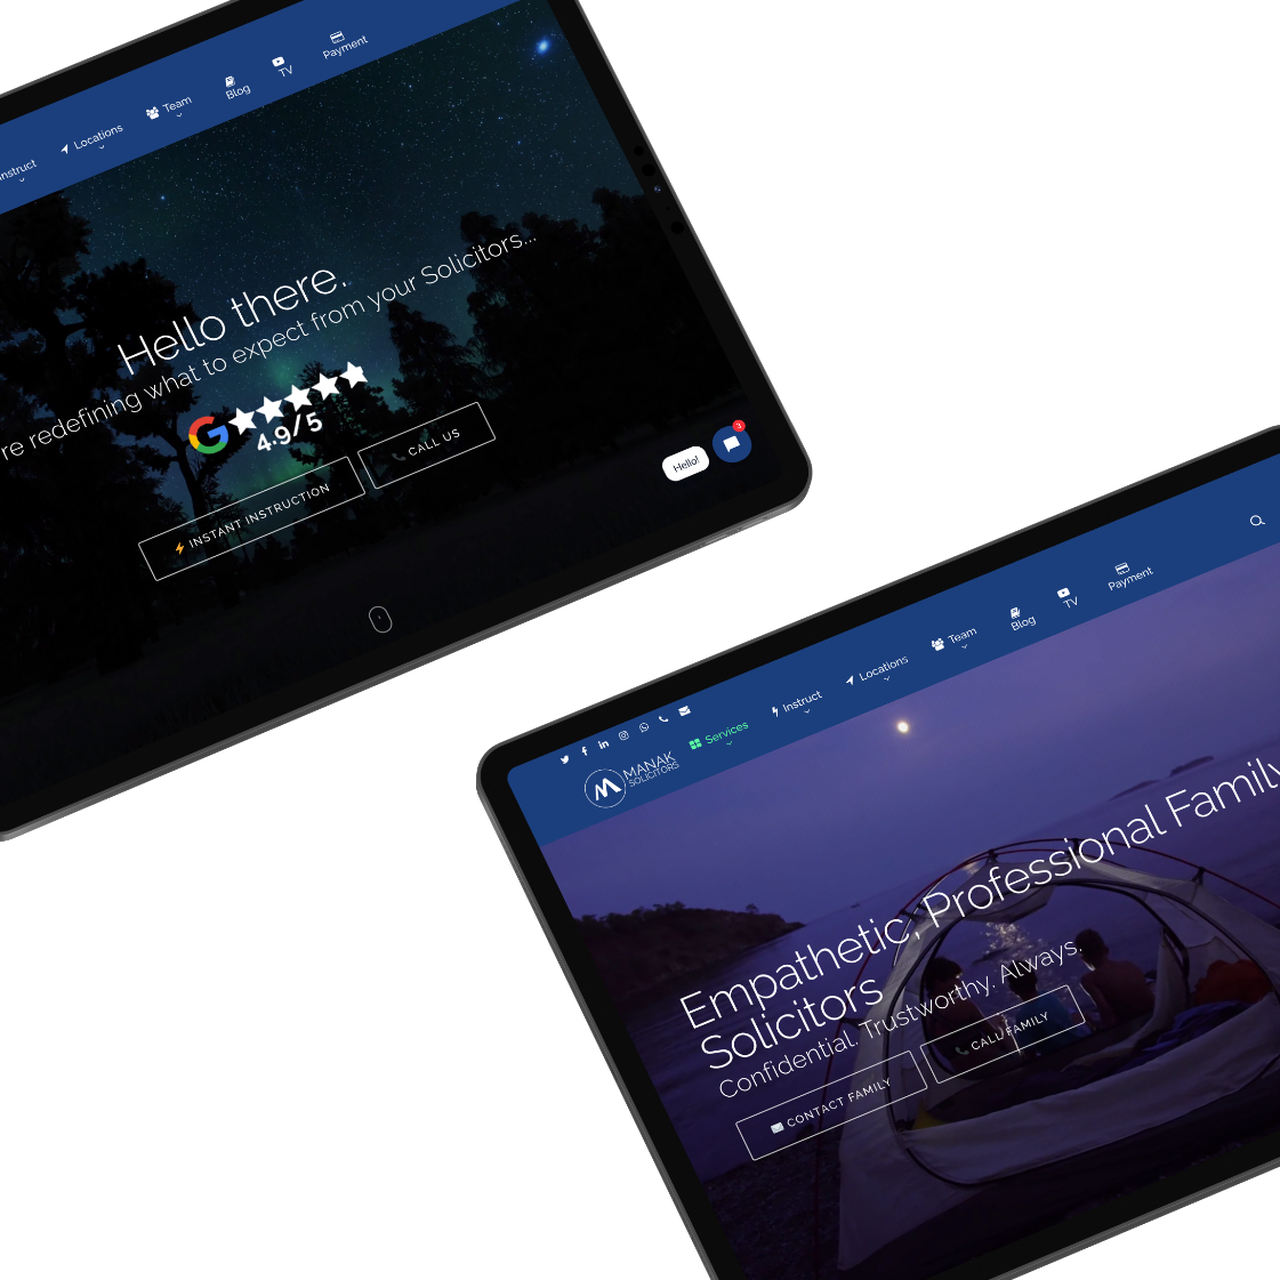 Instruct
Locations
Team
Blog
TV
Payment
Hello there.
re redefining what to expect from your Solicitors...
4.9/5
INSTANT INSTRUCTION
CALL US
Hello!
3
MANAK
SOLICITORS
Services
Instruct
Locations
Team
Blog
TV
Payment
Empathetic, Professional Family
Solicitors
Confidential. Trustworthy. Always.
CONTACT FAMILY
CALL FAMILY